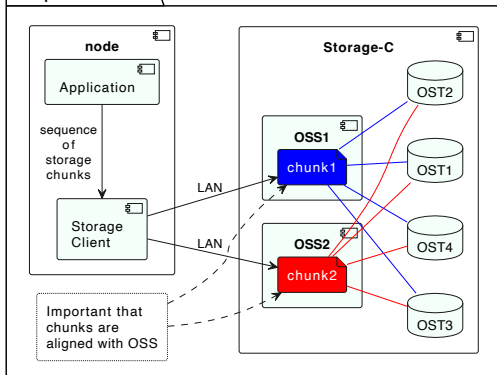 node
Storage-C
Application
OST2
sequence
of
storage
chunks
OSS1
chunk1
OST1
LAN
Storage
Client
LAN
OSS2
chunk2
OST4
Important that
chunks are
aligned with OSS
OST3